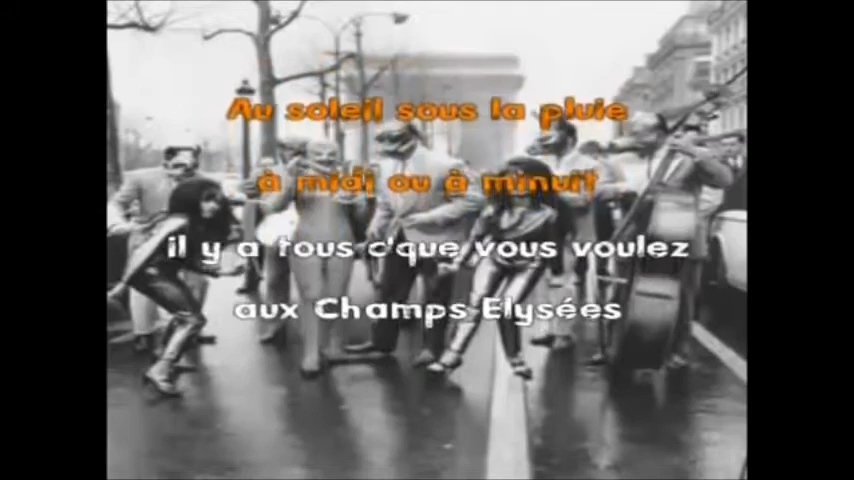 Au soleil sous la pluie
à midi ou à minuit
il y a tous c'que vous voulez
aux Champs Elysées